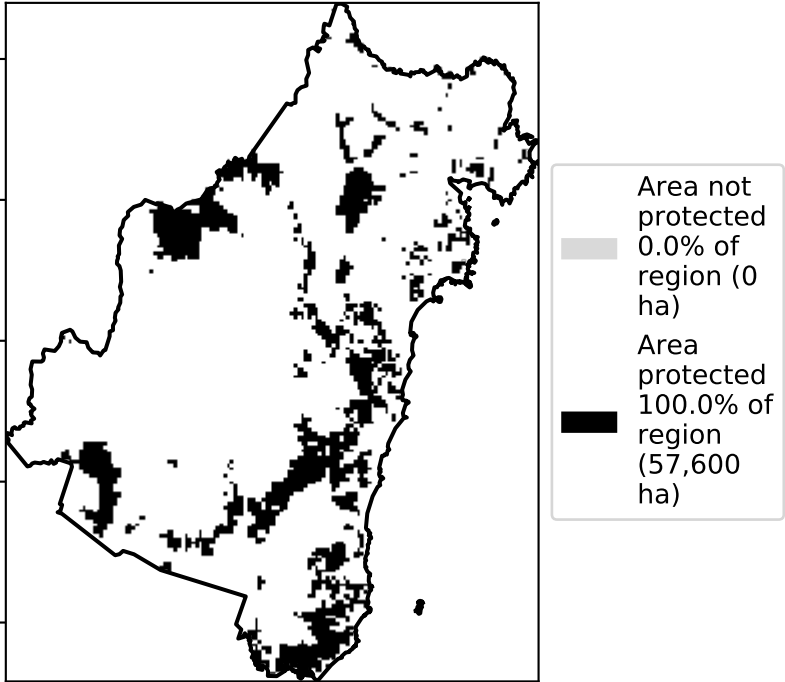 Area not
protected
0.0% of
region (0
ha)
Area
protected
100.0% of
region
(57,600
ha)